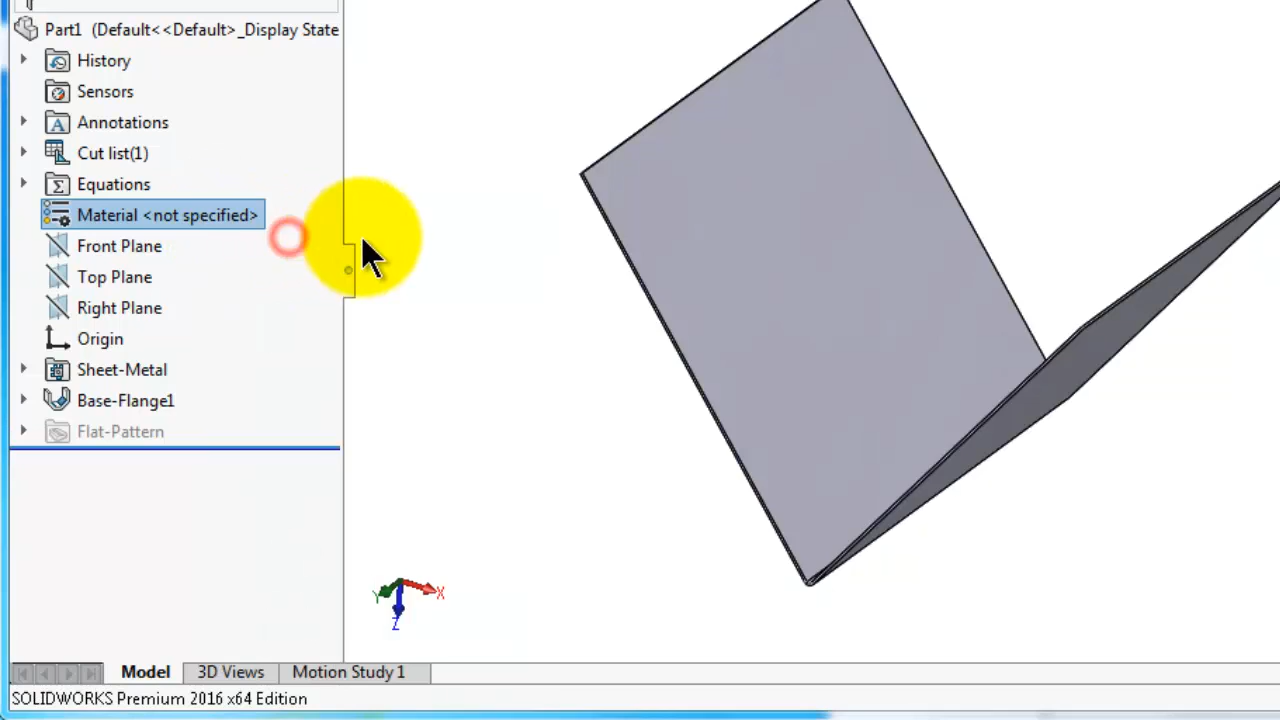 Part1 (Default<<Default>_Display State
History
Sensors
Annotations
Cut list(1)
Equations
Material <not specified>
Front Plane
Top Plane
Right Plane
Origin
Sheet-Metal
Base-Flange1
Flat-Pattern
Y
X
Z
Model
3D Views
Motion Study 1
SOLIDWORKS Premium 2016 x64 Edition